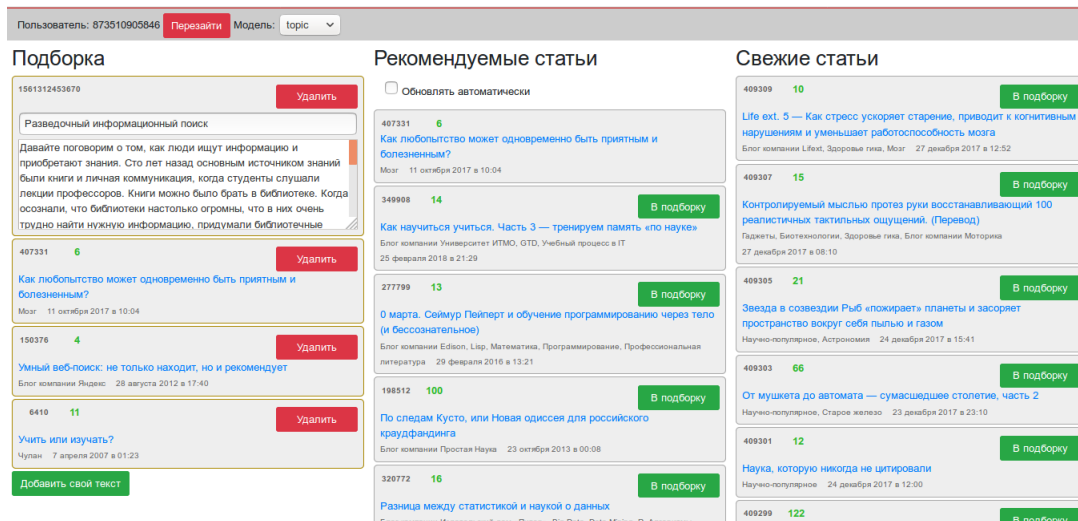 Пользователь: 873510905846 Перезайти Модель: topic
Подборка
1561312453670
Удалить
Разведочный информационный поиск
Давайте поговорим о том, как люди ищут информацию и
приобретают знания. Сто лет назад основным источником знаний
были книги и личная коммуникация, когда студенты слушали
лекции профессоров. Книги можно было брать в библиотеке. Когда
осознали, что библиотеки настолько огромны, что в них очень
трудно найти нужную информацию, придумали библиотечные
407331 6
Удалить
Как любопытство может одновременно быть приятным и
болезненным?
Мозг 11 октября 2017 в 10:04
150376 4
Удалить
Умный веб-поиск: не только находит, но и рекомендует
Блог компании Яндекс 28 августа 2012 в 17:40
6410 11
Удалить
Учить или изучать?
Чулан 7 апреля 2007 в 01:23
Добавить свой текст
Рекомендуемые статьи
Обновлять автоматически
407331 6
Как любопытство может одновременно быть приятным и
болезненным?
Мозг 11 октября 2017 в 10:04
349908 14
В подборку
Как научиться учиться. Часть 3 — тренируем память «по науке»
Блог компании Университет ИТМО, GTD, Учебный процесс в IT
25 февраля 2018 в 21:29
277799 13
В подборку
0 марта. Сеймур Пейперт и обучение программированию через тело
(и бессознательное)
Блог компании Edison, Lisp, Математика, Программирование, Профессиональная
литература 29 февраля 2016 в 13:21
198512 100
В подборку
По следам Кусто, или Новая одиссея для российского
краудфандинга
Блог компании Простая Наука 23 октября 2013 в 00:08
320772 16
В подборку
Разница между статистикой и наукой о данных
Свежие статьи
409309 10
В подборку
Life ext. 5 — Как стресс ускоряет старение, приводит к когнитивным
нарушениям и уменьшает работоспособность мозга
Блог компании Lifext, Здоровье гика, Мозг 27 декабря 2017 в 12:52
409307 15
В подборку
Контролируемый мыслью протез руки восстанавливающий 100
реалистичных тактильных ощущений. (Перевод)
Гаджеты, Биотехнологии, Здоровье гика, Блог компании Моторика
27 декабря 2017 в 08:10
409305 21
В подборку
Звезда в созвездии Рыб «пожирает» планеты и засоряет
пространство вокруг себя пылью и газом
Научно-популярное, Астрономия 24 декабря 2017 в 15:41
409303 66
В подборку
От мушкета до автомата — сумасшедшее столетие, часть 2
Научно-популярное, Старое железо 23 декабря 2017 в 23:10
409301 12
В подборку
Наука, которую никогда не цитировали
Научно-популярное 24 декабря 2017 в 12:00
409299 122
В подборку